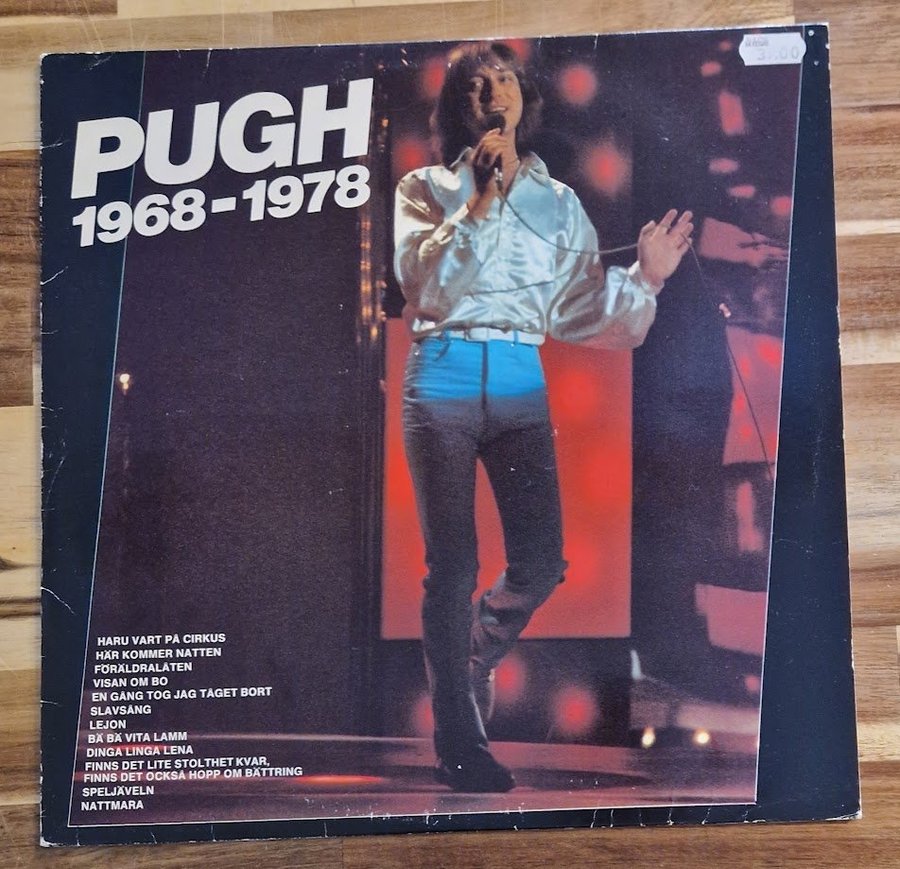 PUGH
1968-1978
HARU VART PÅ CIRKUS
HÄR KOMMER NATTEN
FÖRÄLDRALÅTEN
VISAN OM BO
EN GÅNG TOG JAG TÅGET BORT
SLAVSÅNG
LEJON
BÄ BÄ VITA LAMM
DINGA LINGA LENA
FINNS DET LITE STOLTHET KVAR,
FINNS DET OCKSÅ HOPP OM BÄTTRING
SPELJÄVELN
NATTMARA